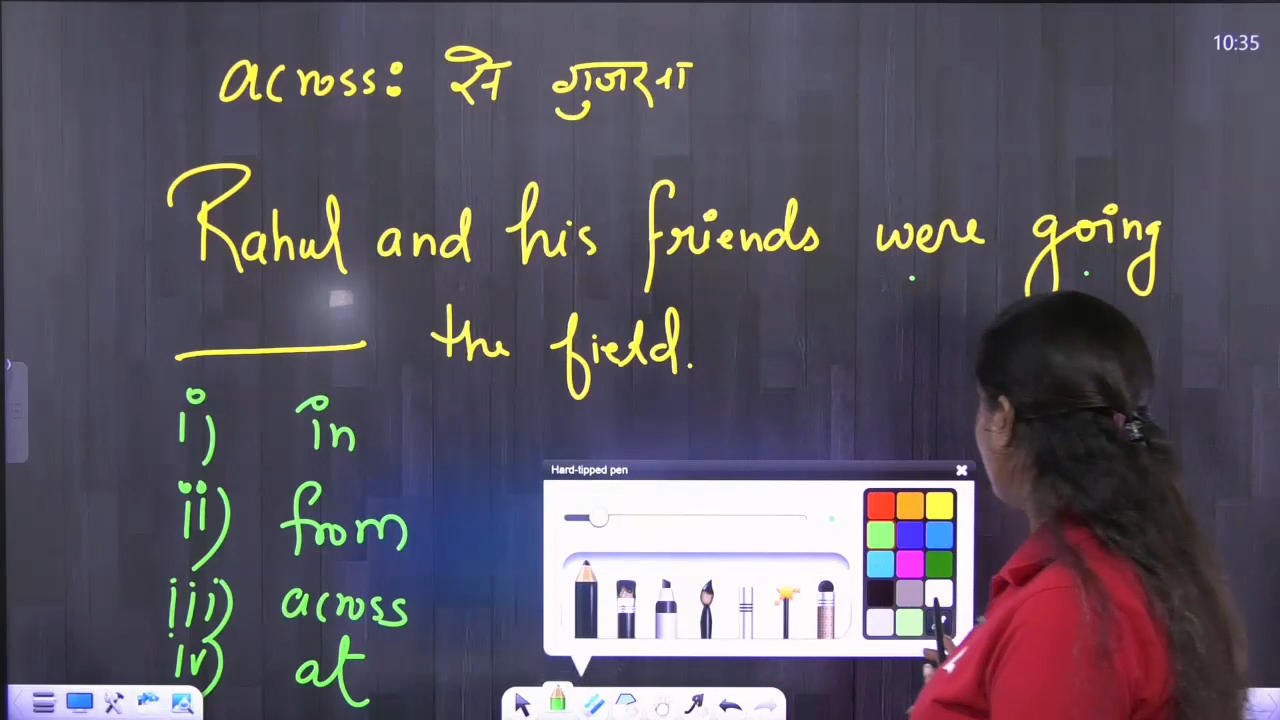 10:35
across: से गुजरना
Rahul and his friends were going
______ the field.
i) in
ii) from
iii) across
iv) at
Hard-tipped pen